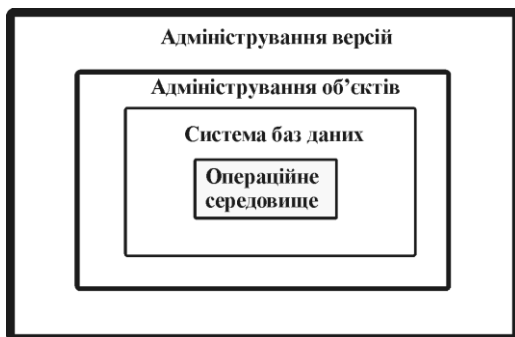 Адміністрування версій
Адміністрування об’єктів
Система баз даних
Операційне
середовище